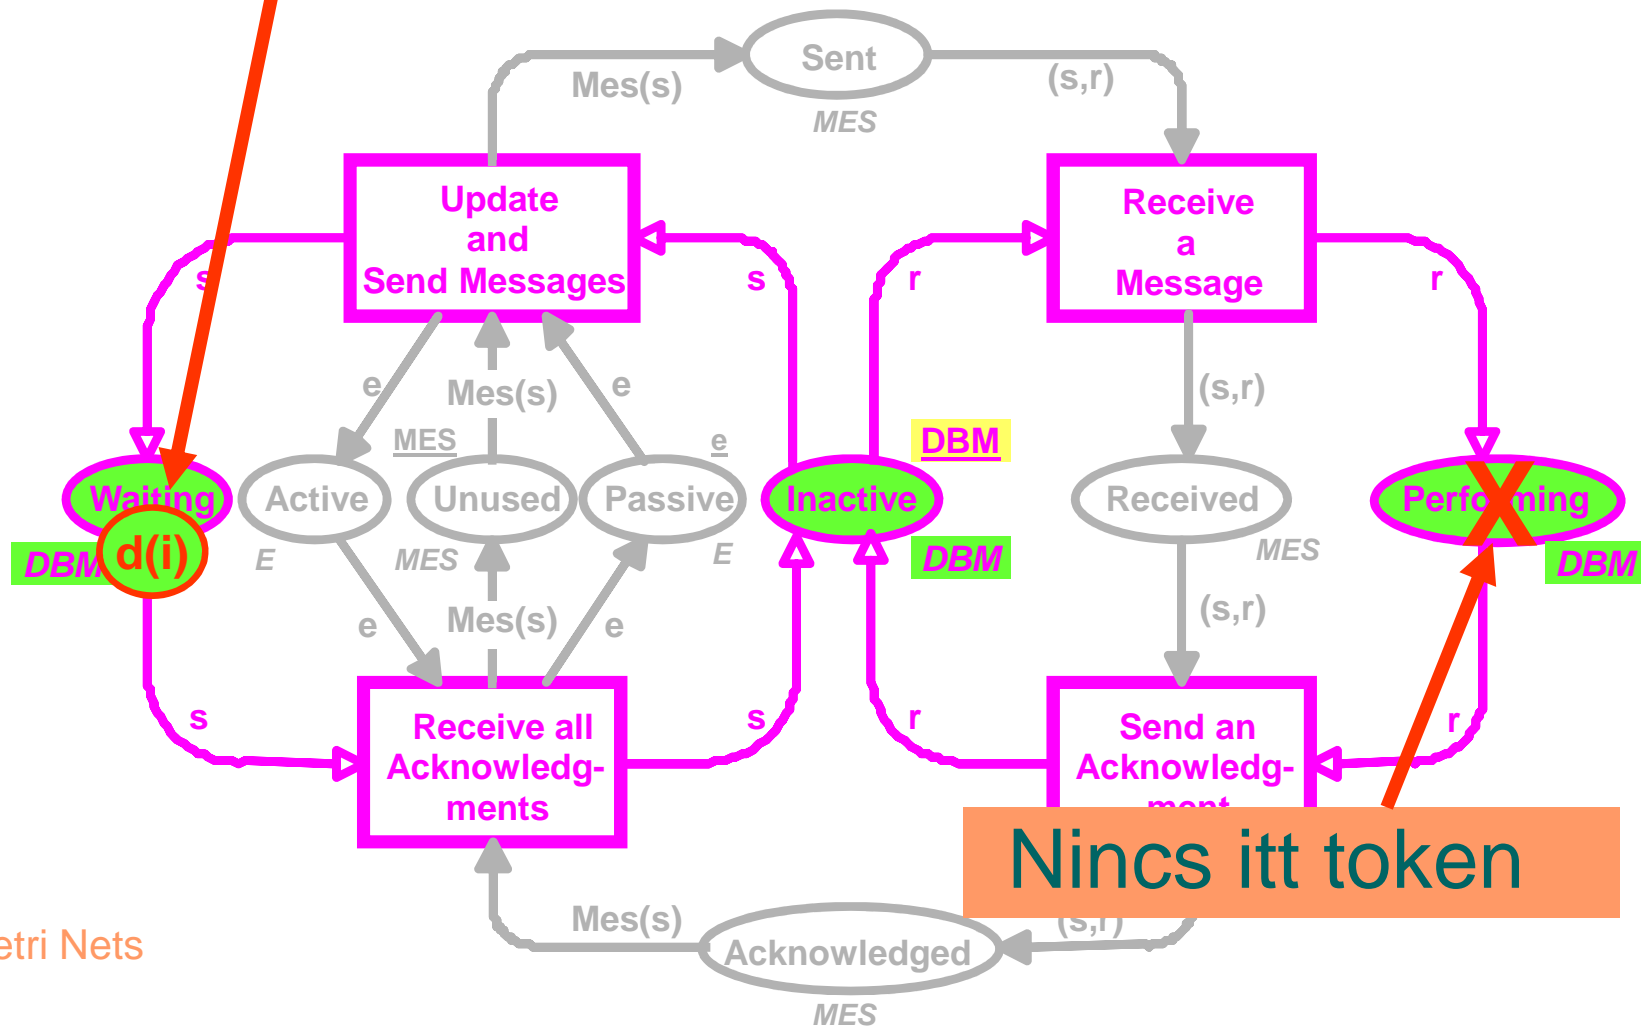 Sent
Mes(s)
(s,r)
MES
Update
and
Send Messages
Receive
a
Message
s
s
r
r
e
Mes(s)
e
(s,r)
MES
e
DBM
Waiting
Active
Unused
Passive
Inactive
Received
Performing
DBM
d(i)
E
MES
E
DBM
MES
DBM
e
Mes(s)
e
(s,r)
s
Receive all
Acknowledg-
ments
s
r
Send an
Acknowledg-
ment
r
Nincs itt token
Mes(s)
(s,r)
Acknowledged
etri Nets
MES